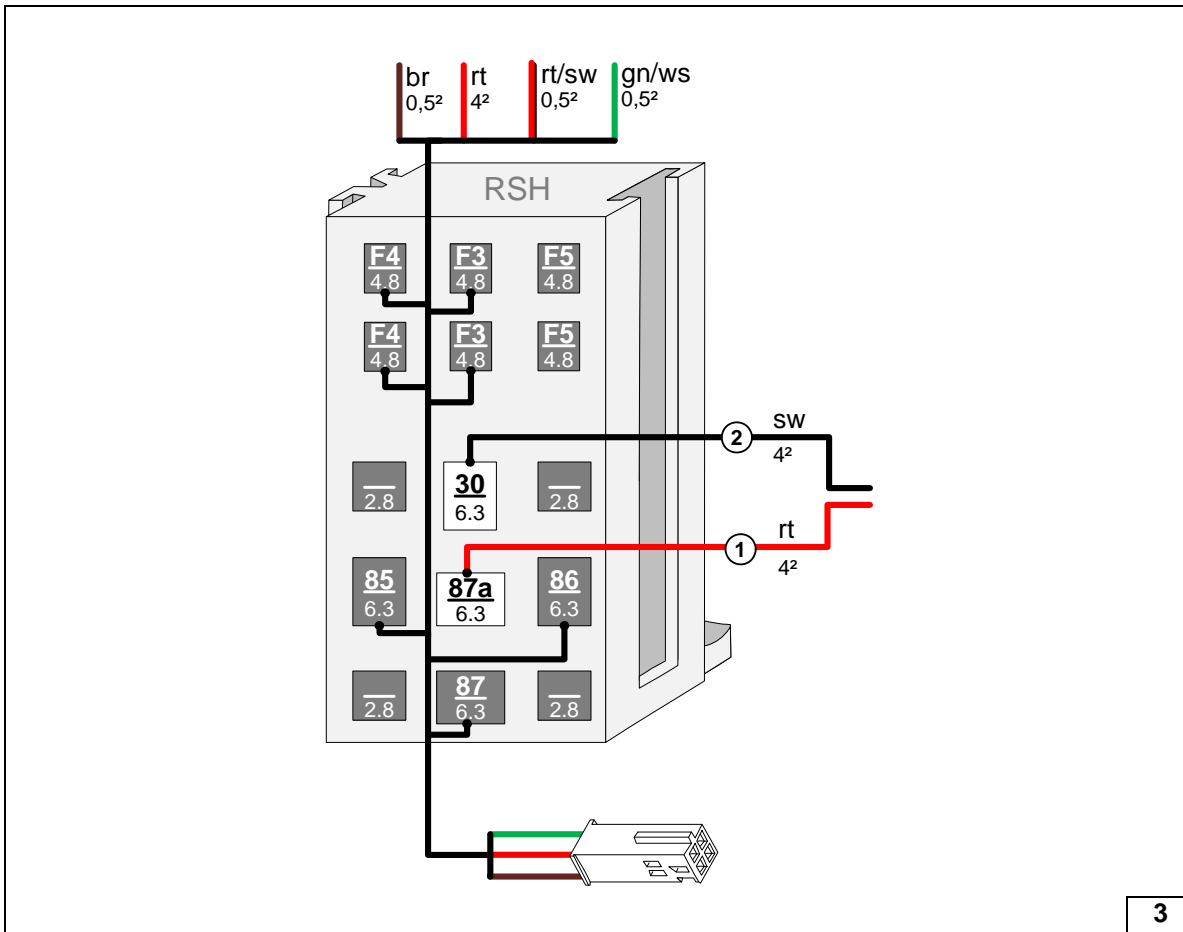 br rt rt/sw gn/ws
0,5² 4² 0,5² 0,5²
RSH
F4 F3 F5
4.8 4.8 4.8
F4 F3 F5
4.8 4.8 4.8
2 sw
4²
30
2.8 6.3 2.8
1 rt
4²
85 87a 86
6.3 6.3 6.3
87
2.8 6.3 2.8
3